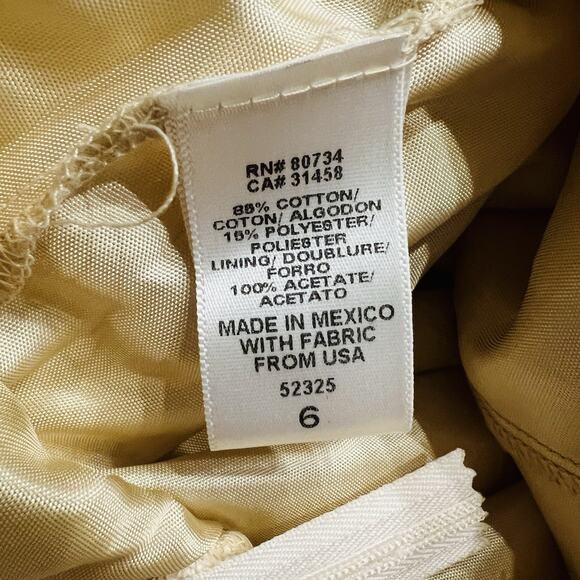 RN# 80734
CA# 31458
85% COTTON/
COTON/ ALGODON
15% POLYESTER/
POLIESTER
LINING/ DOUBLURE/
FORRO
100% ACETATE/
ACETATO
MADE IN MEXICO
WITH FABRIC
FROM USA
52325
6